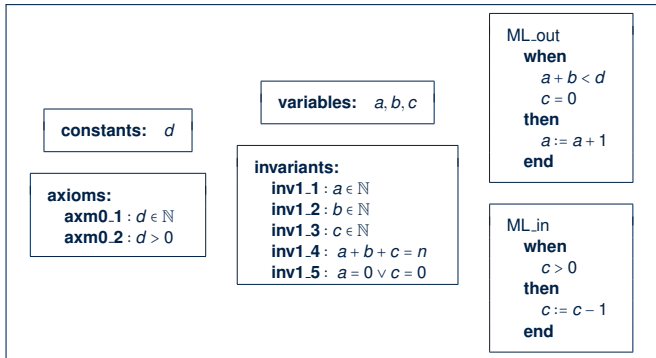 constants: d
axioms:
axm0_1 : d ∈ ℕ
axm0_2 : d > 0
variables: a, b, c
invariants:
inv1_1 : a ∈ ℕ
inv1_2 : b ∈ ℕ
inv1_3 : c ∈ ℕ
inv1_4 : a + b + c = n
inv1_5 : a = 0 ∨ c = 0
ML_out
when
a + b < d
c = 0
then
a := a + 1
end
ML_in
when
c > 0
then
c := c − 1
end